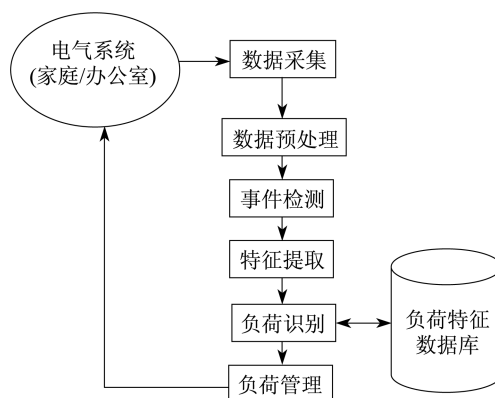 电气系统
(家庭/办公室)
数据采集
数据预处理
事件检测
特征提取
负荷识别
负荷特征
数据库
负荷管理